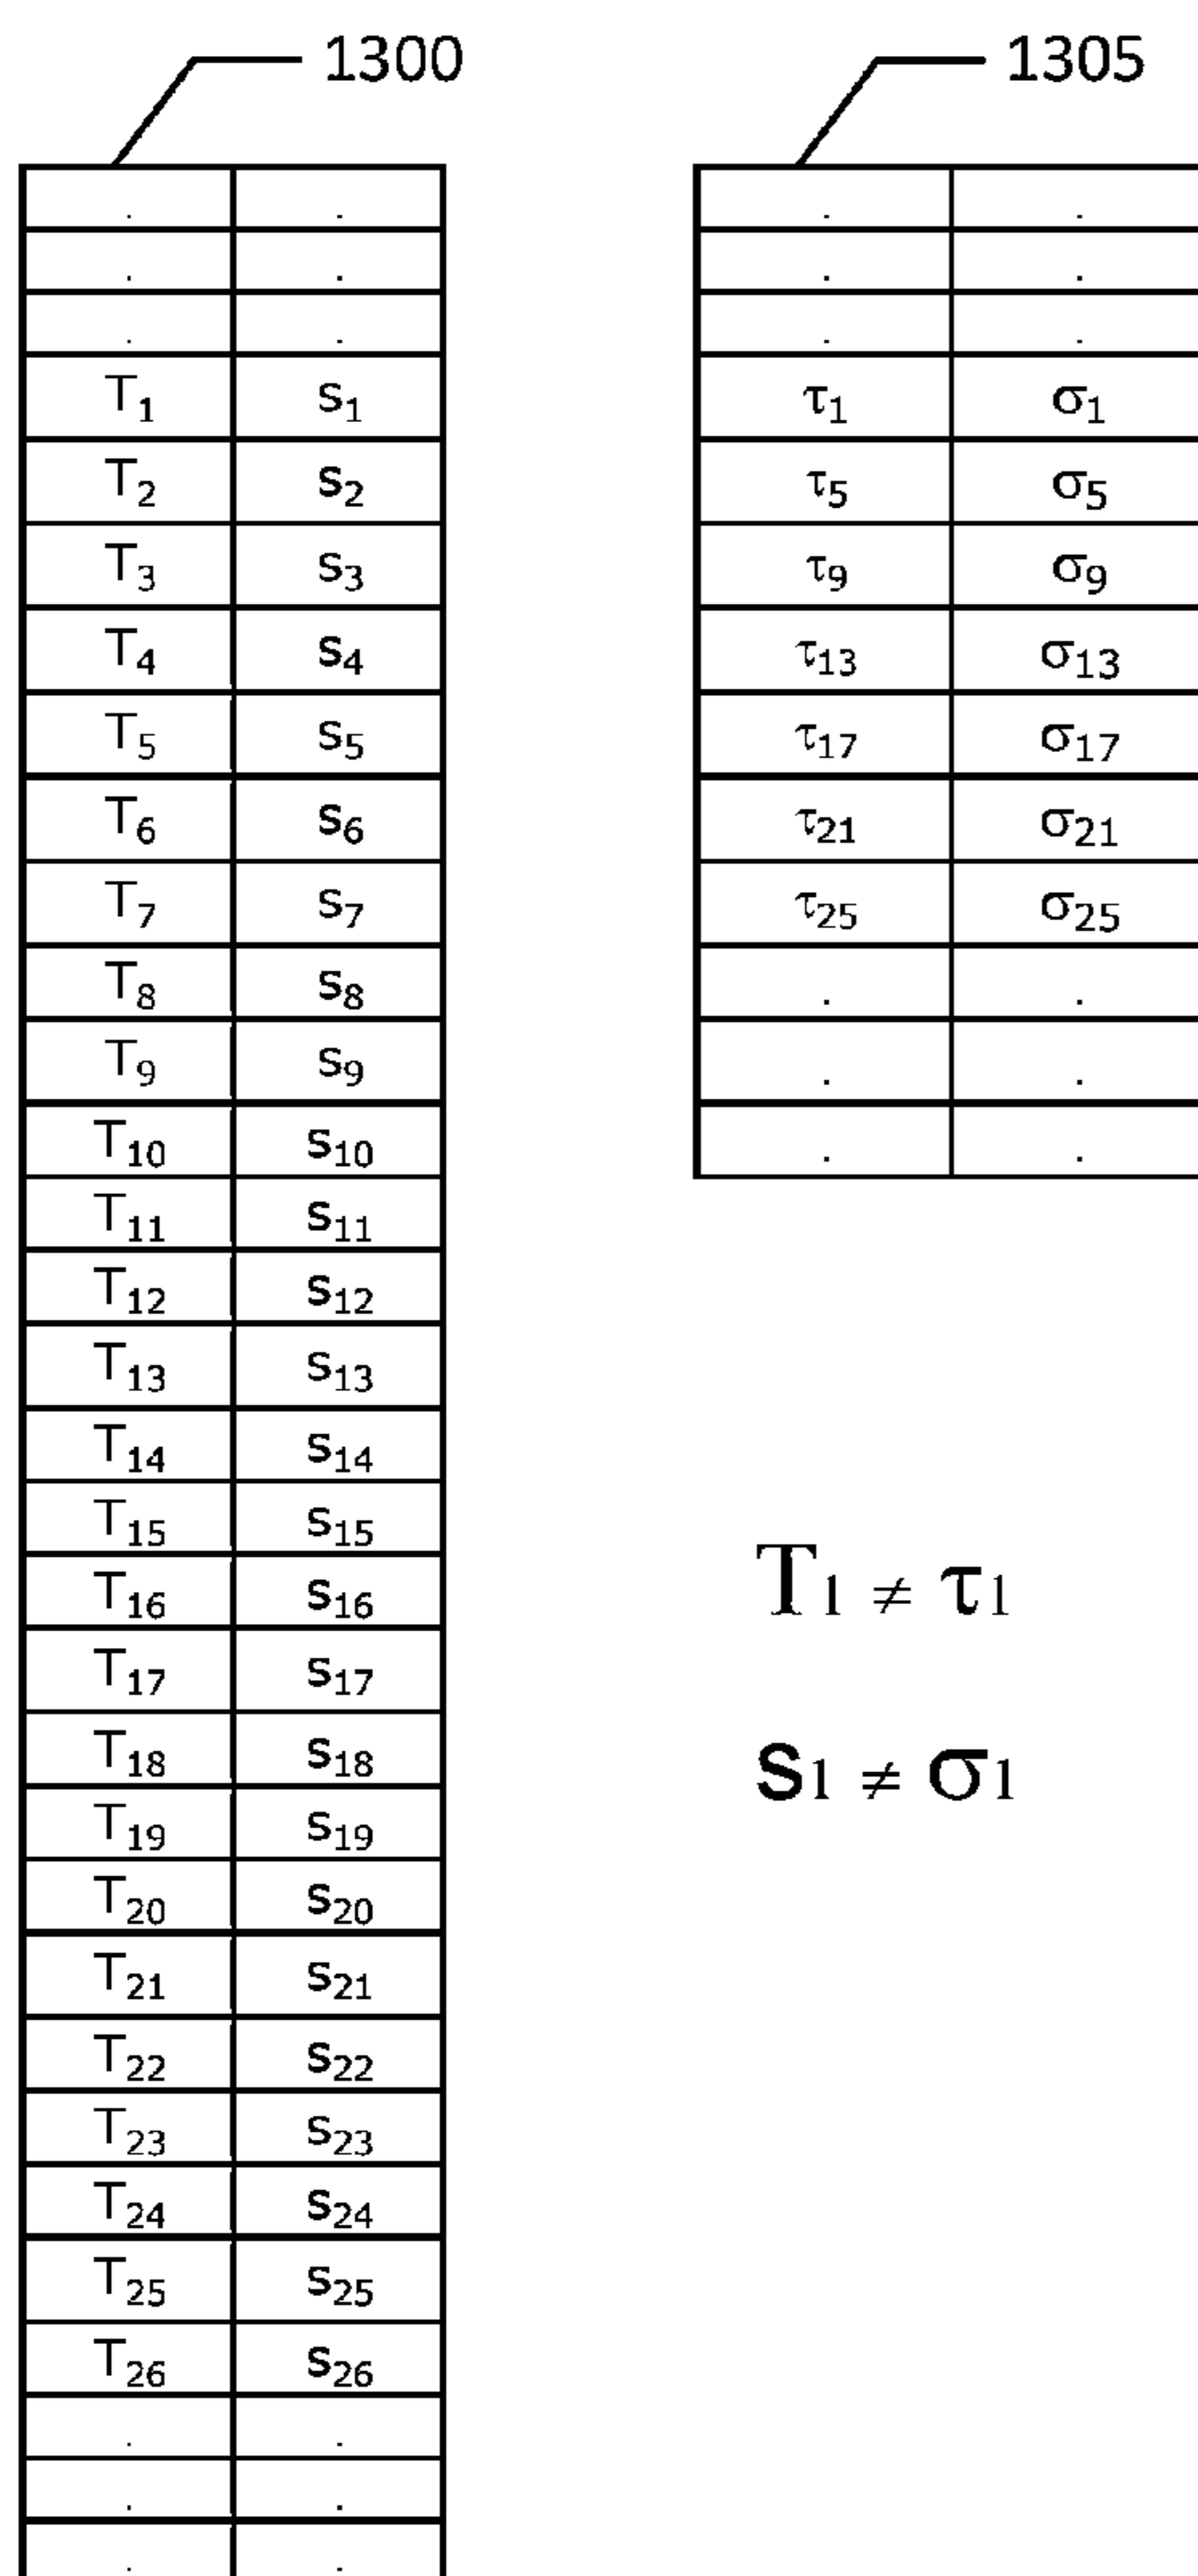 1300
1305
. .
. .
. .
T₁ s₁
T₂ s₂
T₃ s₃
T₄ s₄
T₅ s₅
T₆ s₆
T₇ s₇
T₈ s₈
T₉ s₉
T₁₀ s₁₀
T₁₁ s₁₁
T₁₂ s₁₂
T₁₃ s₁₃
T₁₄ s₁₄
T₁₅ s₁₅
T₁₆ s₁₆
T₁₇ s₁₇
T₁₈ s₁₈
T₁₉ s₁₉
T₂₀ s₂₀
T₂₁ s₂₁
T₂₂ s₂₂
T₂₃ s₂₃
T₂₄ s₂₄
T₂₅ s₂₅
T₂₆ s₂₆
. .
. .
. .
. .
. .
. .
τ₁ σ₁
τ₅ σ₅
τ₉ σ₉
τ₁₃ σ₁₃
τ₁₇ σ₁₇
τ₂₁ σ₂₁
τ₂₅ σ₂₅
. .
. .
. .
T₁ ≠ τ₁
s₁ ≠ σ₁